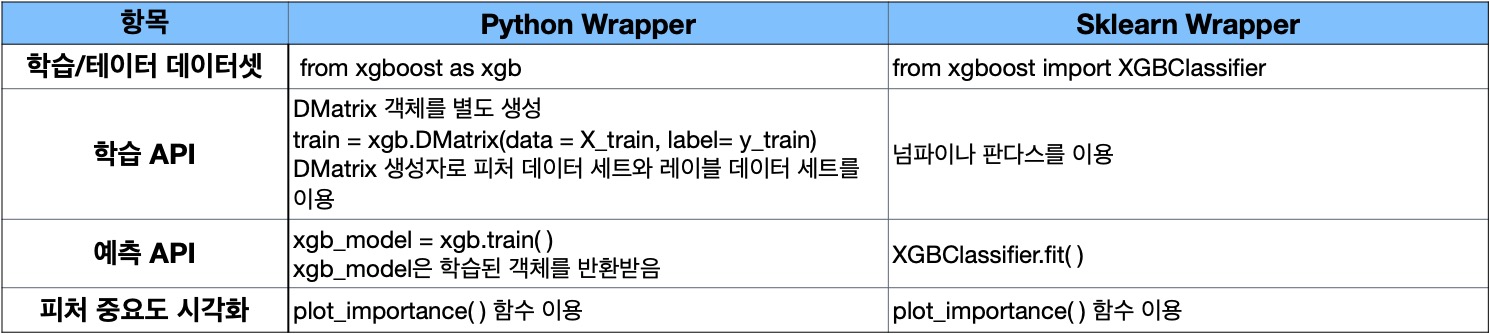 항목 Python Wrapper Sklearn Wrapper
학습/테이터 데이터셋 from xgboost as xgb from xgboost import XGBClassifier
학습 API
DMatrix 객체를 별도 생성
train = xgb.DMatrix(data = X_train, label= y_train)
DMatrix 생성자로 피처 데이터 세트와 레이블 데이터 세트를
이용
넘파이나 판다스를 이용
예측 API
xgb_model = xgb.train( )
xgb_model은 학습된 객체를 반환받음
XGBClassifier.fit( )
피처 중요도 시각화 plot_importance( ) 함수 이용 plot_importance( ) 함수 이용